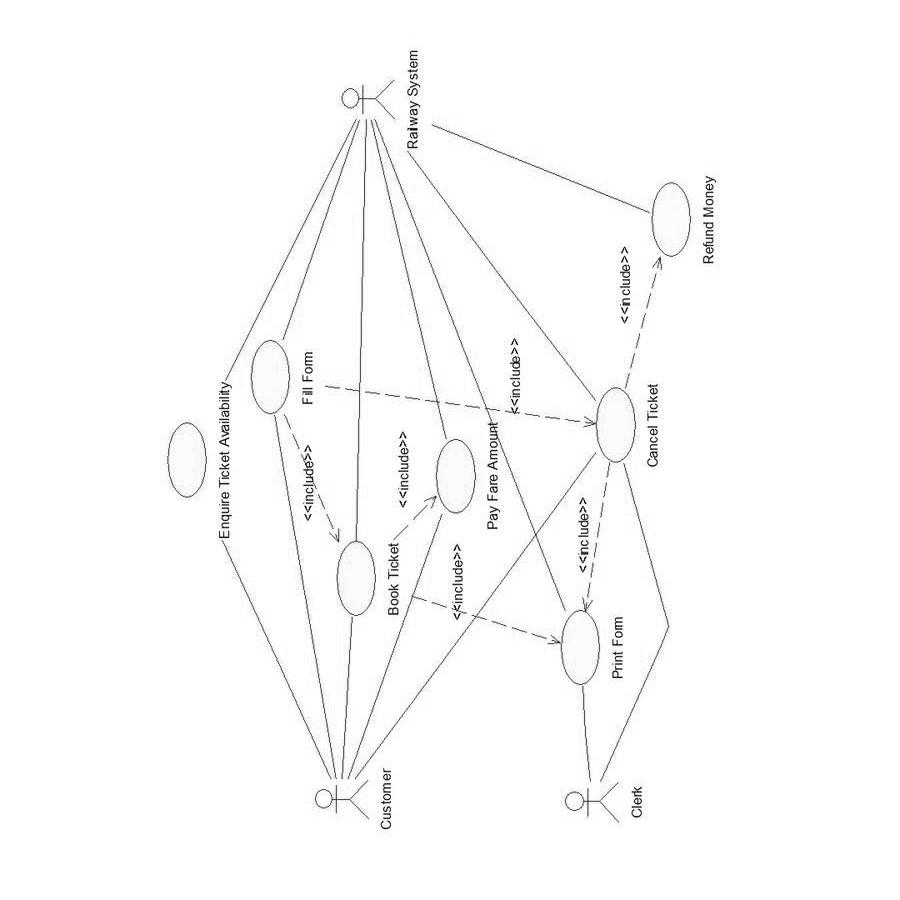 Enquire Ticket Availability
Fill Form
<<include>>
<<include>>
Book Ticket
<<include>>
Pay Fare Amount
<<include>>
Customer
Railway System
<<include>>
Print Form
Cancel Ticket
<<include>>
Clerk
Refund Money